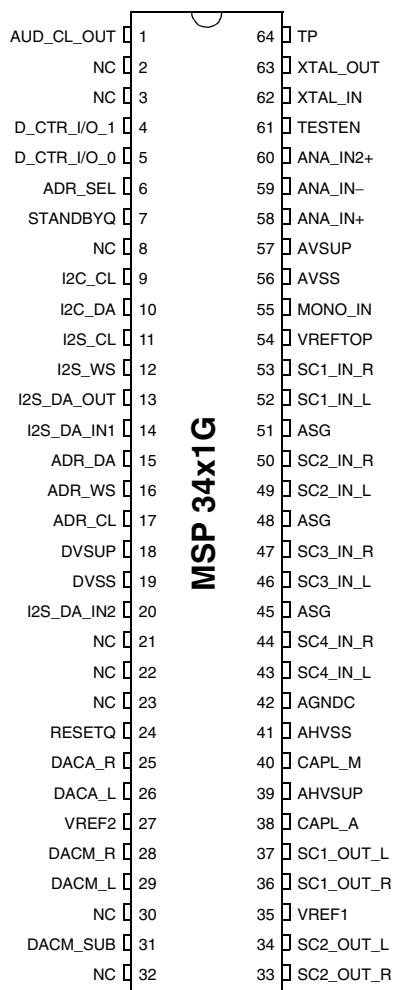 AUD_CL_OUT 1 64 TP
NC 2 63 XTAL_OUT
NC 3 62 XTAL_IN
D_CTR_I/O_1 4 61 TESTEN
D_CTR_I/O_0 5 60 ANA_IN2+
ADR_SEL 6 59 ANA_IN−
STANDBYQ 7 58 ANA_IN+
NC 8 57 AVSUP
I2C_CL 9 56 AVSS
I2C_DA 10 55 MONO_IN
I2S_CL 11 54 VREFTOP
I2S_WS 12 53 SC1_IN_R
I2S_DA_OUT 13 52 SC1_IN_L
I2S_DA_IN1 14 51 ASG
ADR_DA 15 50 SC2_IN_R
ADR_WS 16 49 SC2_IN_L
ADR_CL 17 48 ASG
DVSUP 18 47 SC3_IN_R
DVSS 19 46 SC3_IN_L
I2S_DA_IN2 20 45 ASG
NC 21 44 SC4_IN_R
NC 22 43 SC4_IN_L
NC 23 42 AGNDC
RESETQ 24 41 AHVSS
DACA_R 25 40 CAPL_M
DACA_L 26 39 AHVSUP
VREF2 27 38 CAPL_A
DACM_R 28 37 SC1_OUT_L
DACM_L 29 36 SC1_OUT_R
NC 30 35 VREF1
DACM_SUB 31 34 SC2_OUT_L
NC 32 33 SC2_OUT_R
MSP 34x1G